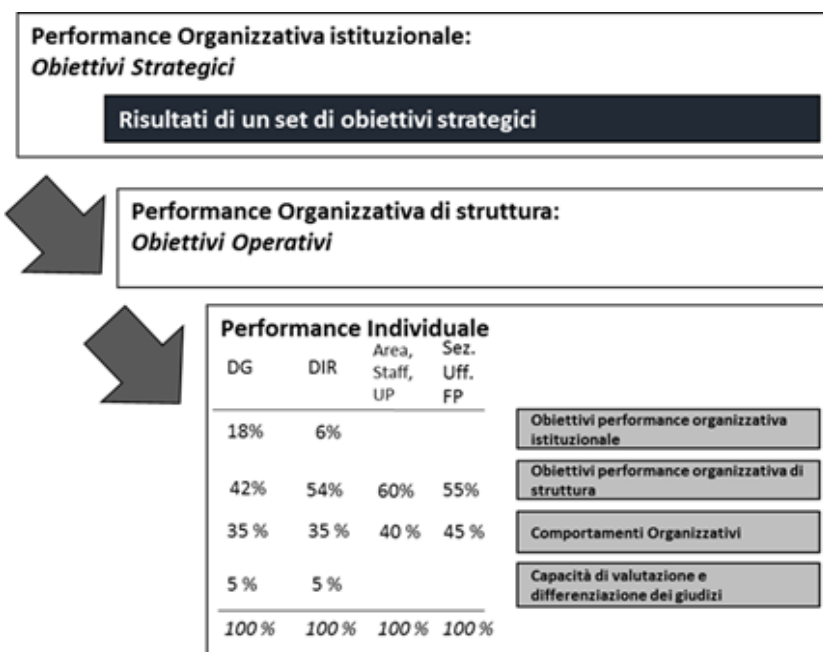 Performance Organizzativa istituzionale:
Obiettivi Strategici
Risultati di un set di obiettivi strategici
Performance Organizzativa di struttura:
Obiettivi Operativi
Performance Individuale
DG DIR Area, Staff, UP Sez. Uff. FP
18% 6% Obiettivi performance organizzativa istituzionale
42% 54% 60% 55% Obiettivi performance organizzativa di struttura
35 % 35 % 40 % 45 % Comportamenti Organizzativi
5 % 5 % Capacità di valutazione e differenziazione dei giudizi
100 % 100 % 100 % 100 %